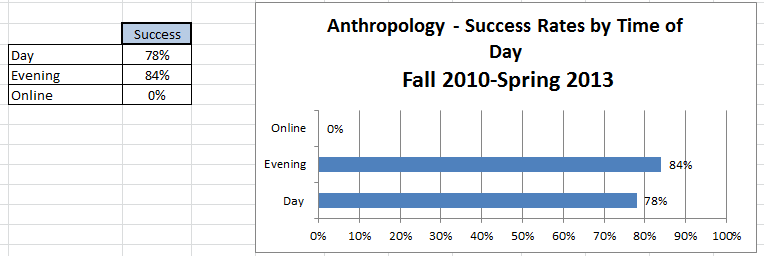 Success
Day 78%
Evening 84%
Online 0%
Anthropology - Success Rates by Time of
Day
Fall 2010-Spring 2013
Online 0%
Evening 84%
Day 78%
0% 10% 20% 30% 40% 50% 60% 70% 80% 90% 100%